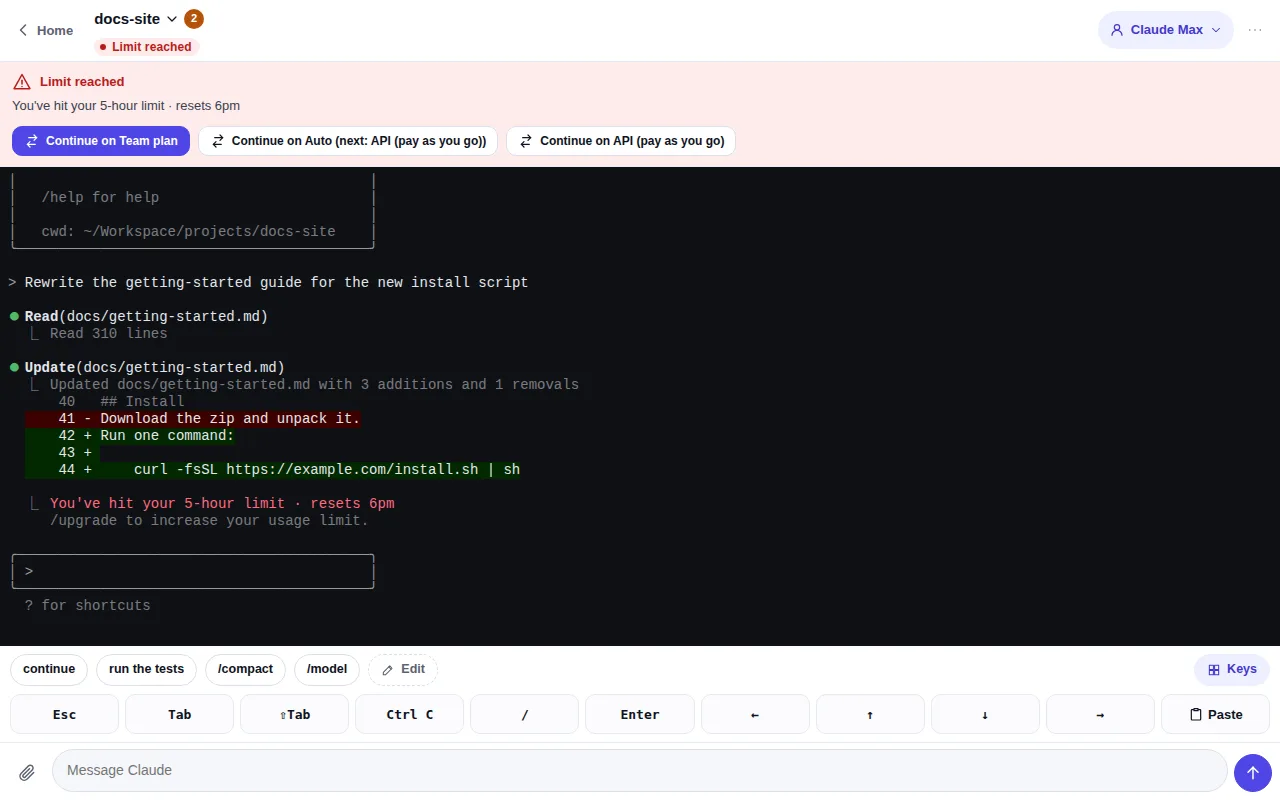 Home
docs-site
2
Limit reached
Claude Max
Limit reached
You've hit your 5-hour limit · resets 6pm
Continue on Team plan
Continue on Auto (next: API (pay as you go))
Continue on API (pay as you go)
/help for help
cwd: ~/Workspace/projects/docs-site
> Rewrite the getting-started guide for the new install script
Read(docs/getting-started.md)
Read 310 lines
Update(docs/getting-started.md)
Updated docs/getting-started.md with 3 additions and 1 removals
40   ## Install
41 - Download the zip and unpack it.
42 + Run one command:
43 +
44 +     curl -fsSL https://example.com/install.sh | sh
You've hit your 5-hour limit · resets 6pm
/upgrade to increase your usage limit.
>
? for shortcuts
continue
run the tests
/compact
/model
Edit
Keys
Esc
Tab
⇧Tab
Ctrl C
/
Enter
←
↑
↓
→
Paste
Message Claude